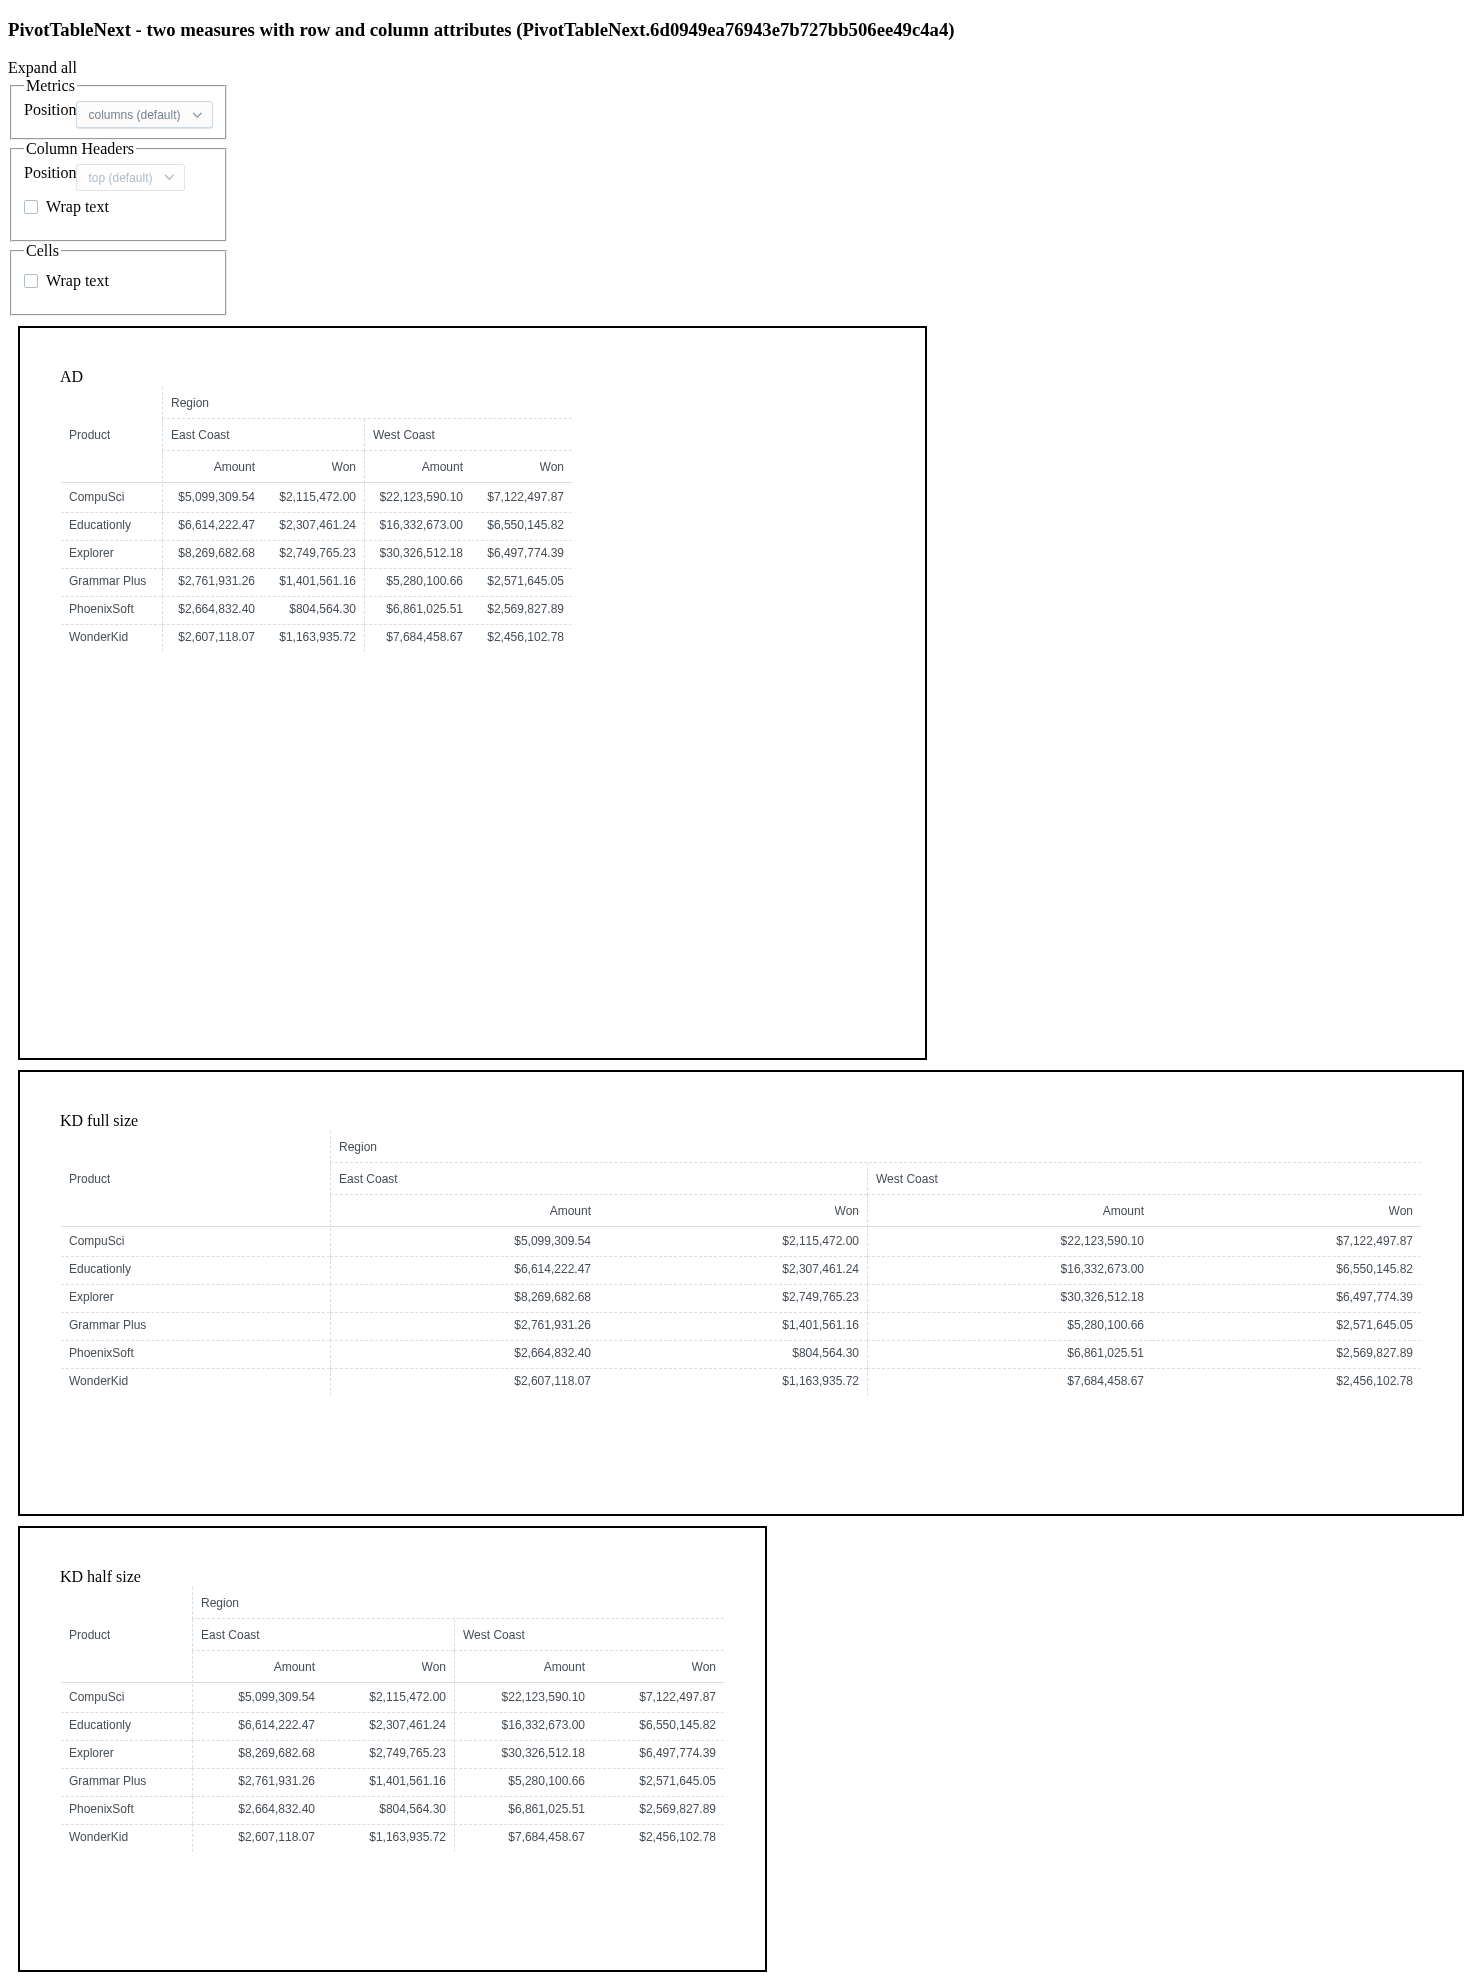 PivotTableNext - two measures with row and column attributes (PivotTableNext.6d0949ea76943e7b727bb506ee49c4a4)
Expand all
Metrics
Position columns (default)
Column Headers
Position top (default)
Wrap text
Cells
Wrap text
AD
Region
Product East Coast West Coast
Amount Won Amount Won
CompuSci $5,099,309.54 $2,115,472.00 $22,123,590.10 $7,122,497.87
Educationly $6,614,222.47 $2,307,461.24 $16,332,673.00 $6,550,145.82
Explorer $8,269,682.68 $2,749,765.23 $30,326,512.18 $6,497,774.39
Grammar Plus $2,761,931.26 $1,401,561.16 $5,280,100.66 $2,571,645.05
PhoenixSoft $2,664,832.40 $804,564.30 $6,861,025.51 $2,569,827.89
WonderKid $2,607,118.07 $1,163,935.72 $7,684,458.67 $2,456,102.78
KD full size
Region
Product East Coast West Coast
Amount Won Amount Won
CompuSci $5,099,309.54 $2,115,472.00 $22,123,590.10 $7,122,497.87
Educationly $6,614,222.47 $2,307,461.24 $16,332,673.00 $6,550,145.82
Explorer $8,269,682.68 $2,749,765.23 $30,326,512.18 $6,497,774.39
Grammar Plus $2,761,931.26 $1,401,561.16 $5,280,100.66 $2,571,645.05
PhoenixSoft $2,664,832.40 $804,564.30 $6,861,025.51 $2,569,827.89
WonderKid $2,607,118.07 $1,163,935.72 $7,684,458.67 $2,456,102.78
KD half size
Region
Product East Coast West Coast
Amount Won Amount Won
CompuSci $5,099,309.54 $2,115,472.00 $22,123,590.10 $7,122,497.87
Educationly $6,614,222.47 $2,307,461.24 $16,332,673.00 $6,550,145.82
Explorer $8,269,682.68 $2,749,765.23 $30,326,512.18 $6,497,774.39
Grammar Plus $2,761,931.26 $1,401,561.16 $5,280,100.66 $2,571,645.05
PhoenixSoft $2,664,832.40 $804,564.30 $6,861,025.51 $2,569,827.89
WonderKid $2,607,118.07 $1,163,935.72 $7,684,458.67 $2,456,102.78